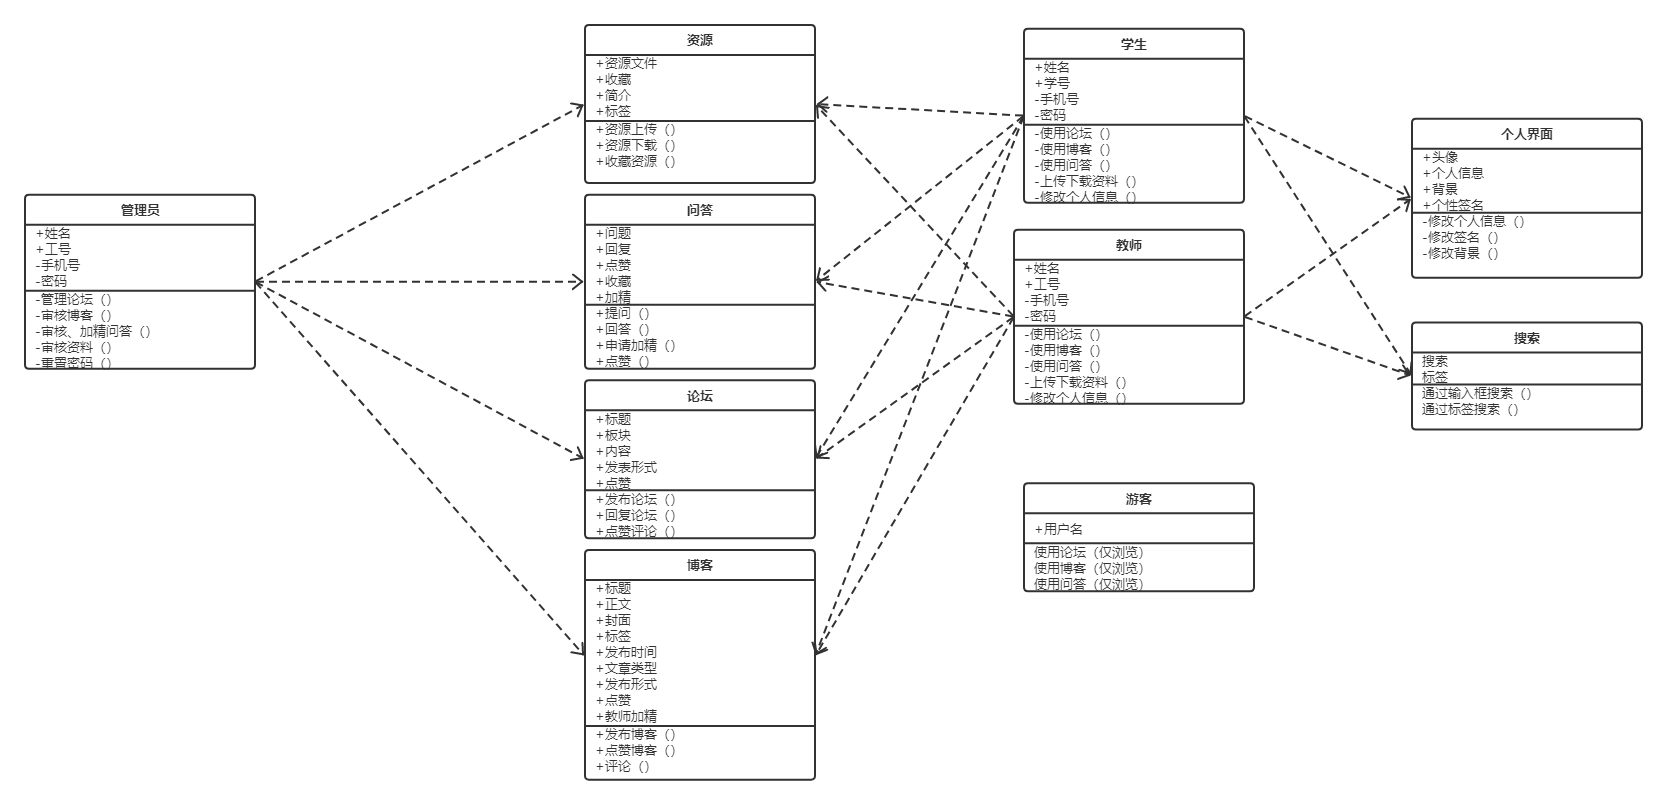 管理员
+姓名
+工号
-手机号
-密码
-管理论坛（）
-审核博客（）
-审核、加精问答（）
-审核资料（）
-重置密码（）
资源
+资源文件
+收藏
+简介
+标签
+资源上传（）
+资源下载（）
+收藏资源（）
问答
+问题
+回复
+点赞
+收藏
+加精
+提问（）
+回答（）
+申请加精（）
+点赞（）
论坛
+标题
+板块
+内容
+发表形式
+点赞
+发布论坛（）
+回复论坛（）
+点赞评论（）
博客
+标题
+正文
+封面
+标签
+发布时间
+文章类型
+发布形式
+点赞
+教师加精
+发布博客（）
+点赞博客（）
+评论（）
学生
+姓名
+学号
-手机号
-密码
-使用论坛（）
-使用博客（）
-使用问答（）
-上传下载资料（）
-修改个人信息（）
教师
+姓名
+工号
-手机号
-密码
-使用论坛（）
-使用博客（）
-使用问答（）
-上传下载资料（）
-修改个人信息（）
游客
+用户名
使用论坛（仅浏览）
使用博客（仅浏览）
使用问答（仅浏览）
个人界面
+头像
+个人信息
+背景
+个性签名
-修改个人信息（）
-修改签名（）
-修改背景（）
搜索
搜索
标签
通过输入框搜索（）
通过标签搜索（）